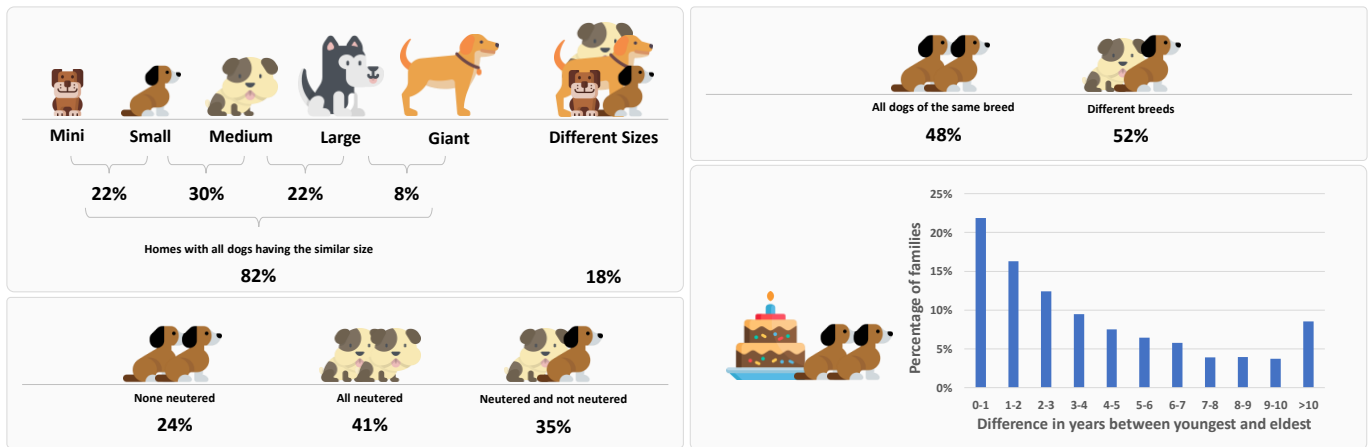 Mini Small Medium Large Giant Different Sizes
22% 30% 22% 8%
Homes with all dogs having the similar size
82% 18%
None neutered All neutered Neutered and not neutered
24% 41% 35%
All dogs of the same breed Different breeds
48% 52%
Percentage of families
25%
20%
15%
10%
5%
0%
0-1 1-2 2-3 3-4 4-5 5-6 6-7 7-8 8-9 9-10 >10
Difference in years between youngest and eldest